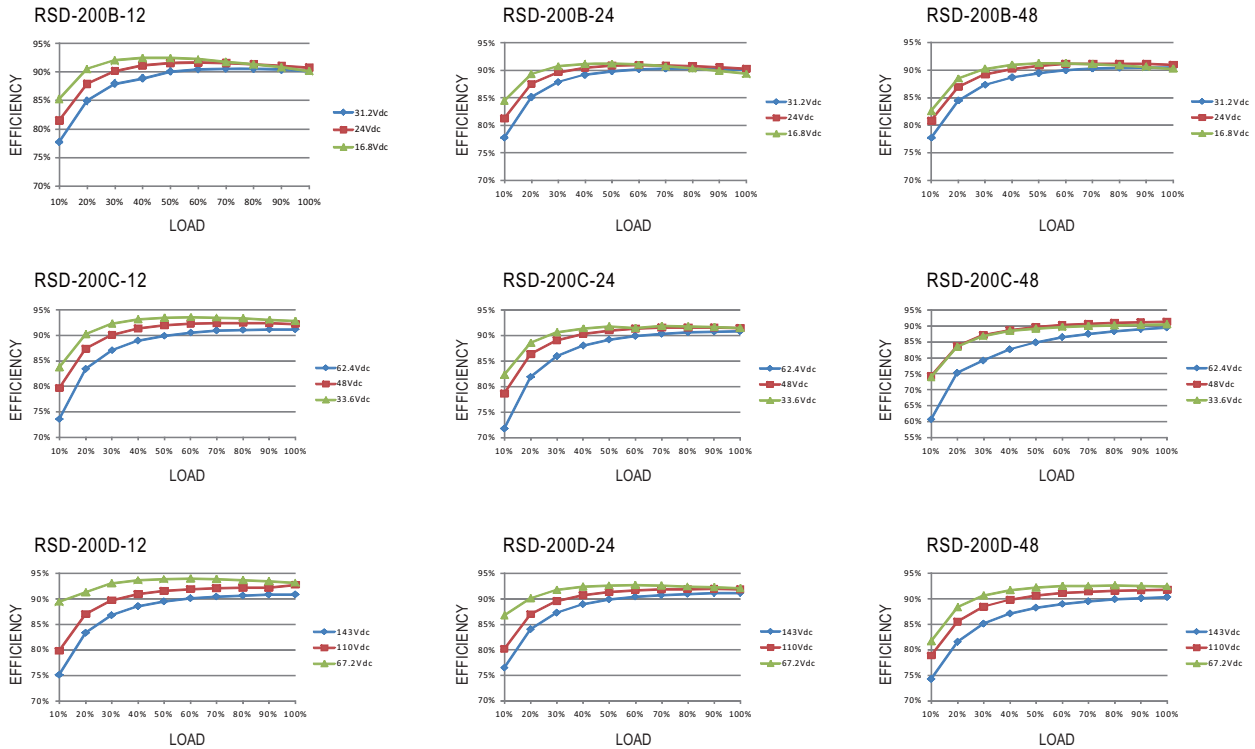 RSD-200B-12
EFFICIENCY
95%
90%
85%
80%
75%
70%
10% 20% 30% 40% 50% 60% 70% 80% 90% 100%
LOAD
31.2Vdc
24Vdc
16.8Vdc
RSD-200B-24
EFFICIENCY
95%
90%
85%
80%
75%
70%
10% 20% 30% 40% 50% 60% 70% 80% 90% 100%
LOAD
31.2Vdc
24Vdc
16.8Vdc
RSD-200B-48
EFFICIENCY
95%
90%
85%
80%
75%
70%
10% 20% 30% 40% 50% 60% 70% 80% 90% 100%
LOAD
31.2Vdc
24Vdc
16.8Vdc
RSD-200C-12
EFFICIENCY
95%
90%
85%
80%
75%
70%
10% 20% 30% 40% 50% 60% 70% 80% 90% 100%
LOAD
62.4Vdc
48Vdc
33.6Vdc
RSD-200C-24
EFFICIENCY
95%
90%
85%
80%
75%
70%
10% 20% 30% 40% 50% 60% 70% 80% 90% 100%
LOAD
62.4Vdc
48Vdc
33.6Vdc
RSD-200C-48
EFFICIENCY
95%
90%
85%
80%
75%
70%
65%
60%
55%
10% 20% 30% 40% 50% 60% 70% 80% 90% 100%
LOAD
62.4Vdc
48Vdc
33.6Vdc
RSD-200D-12
EFFICIENCY
95%
90%
85%
80%
75%
70%
10% 20% 30% 40% 50% 60% 70% 80% 90% 100%
LOAD
143Vdc
110Vdc
67.2Vdc
RSD-200D-24
EFFICIENCY
95%
90%
85%
80%
75%
70%
10% 20% 30% 40% 50% 60% 70% 80% 90% 100%
LOAD
143Vdc
110Vdc
67.2Vdc
RSD-200D-48
EFFICIENCY
95%
90%
85%
80%
75%
70%
10% 20% 30% 40% 50% 60% 70% 80% 90% 100%
LOAD
143Vdc
110Vdc
67.2Vdc